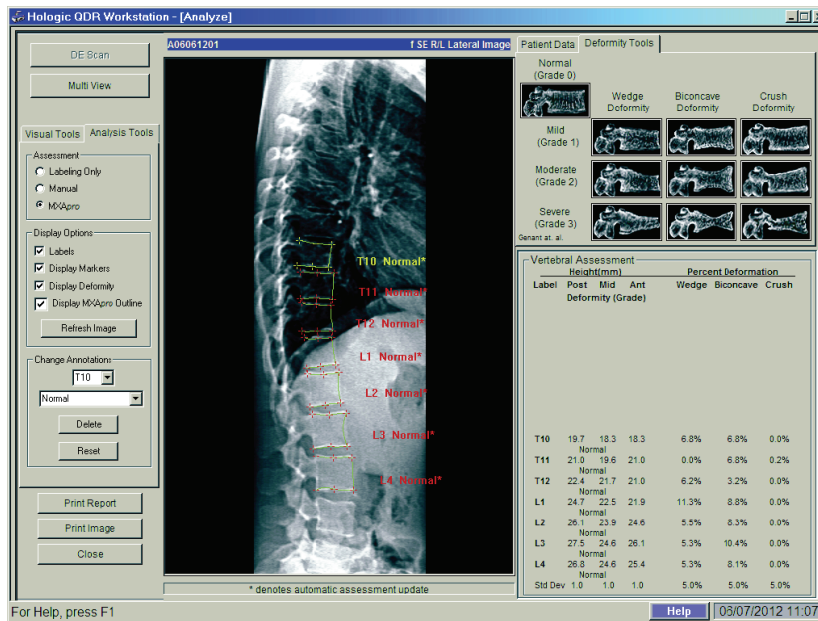 Hologic QDR Workstation - [Analyze]
DE Scan
Multi View
Visual Tools Analysis Tools
Assessment
Labeling Only
Manual
MXApro
Display Options
Labels
Display Markers
Display Deformity
Display MXApro Outline
Refresh Image
Change Annotations
T10
Normal
Delete
Reset
Print Report
Print Image
Close
A06061201 f SE R/L Lateral Image
T10 Normal*
T11 Normal*
T12 Normal*
L1 Normal*
L2 Normal*
L3 Normal*
L4 Normal*
* denotes automatic assessment update
Patient Data Deformity Tools
Normal
(Grade 0)
Wedge Deformity
Biconcave Deformity
Crush Deformity
Mild
(Grade 1)
Moderate
(Grade 2)
Severe
(Grade 3)
Genant at. al.
Vertebral Assessment
Height(mm) Percent Deformation
Label Post Mid Ant Wedge Biconcave Crush
Deformity (Grade)
T10 19.7 18.3 18.3 6.8% 6.8% 0.0%
Normal
T11 21.0 19.6 21.0 0.0% 6.8% 0.2%
Normal
T12 22.4 21.7 21.0 6.2% 3.2% 0.0%
Normal
L1 24.7 22.5 21.9 11.3% 8.8% 0.0%
Normal
L2 26.1 23.9 24.6 5.5% 8.3% 0.0%
Normal
L3 27.5 24.6 26.1 5.3% 10.4% 0.0%
Normal
L4 26.8 24.6 25.4 5.3% 8.1% 0.0%
Normal
Std Dev 1.0 1.0 1.0 5.0% 5.0% 5.0%
For Help, press F1
Help
06/07/2012 11:07